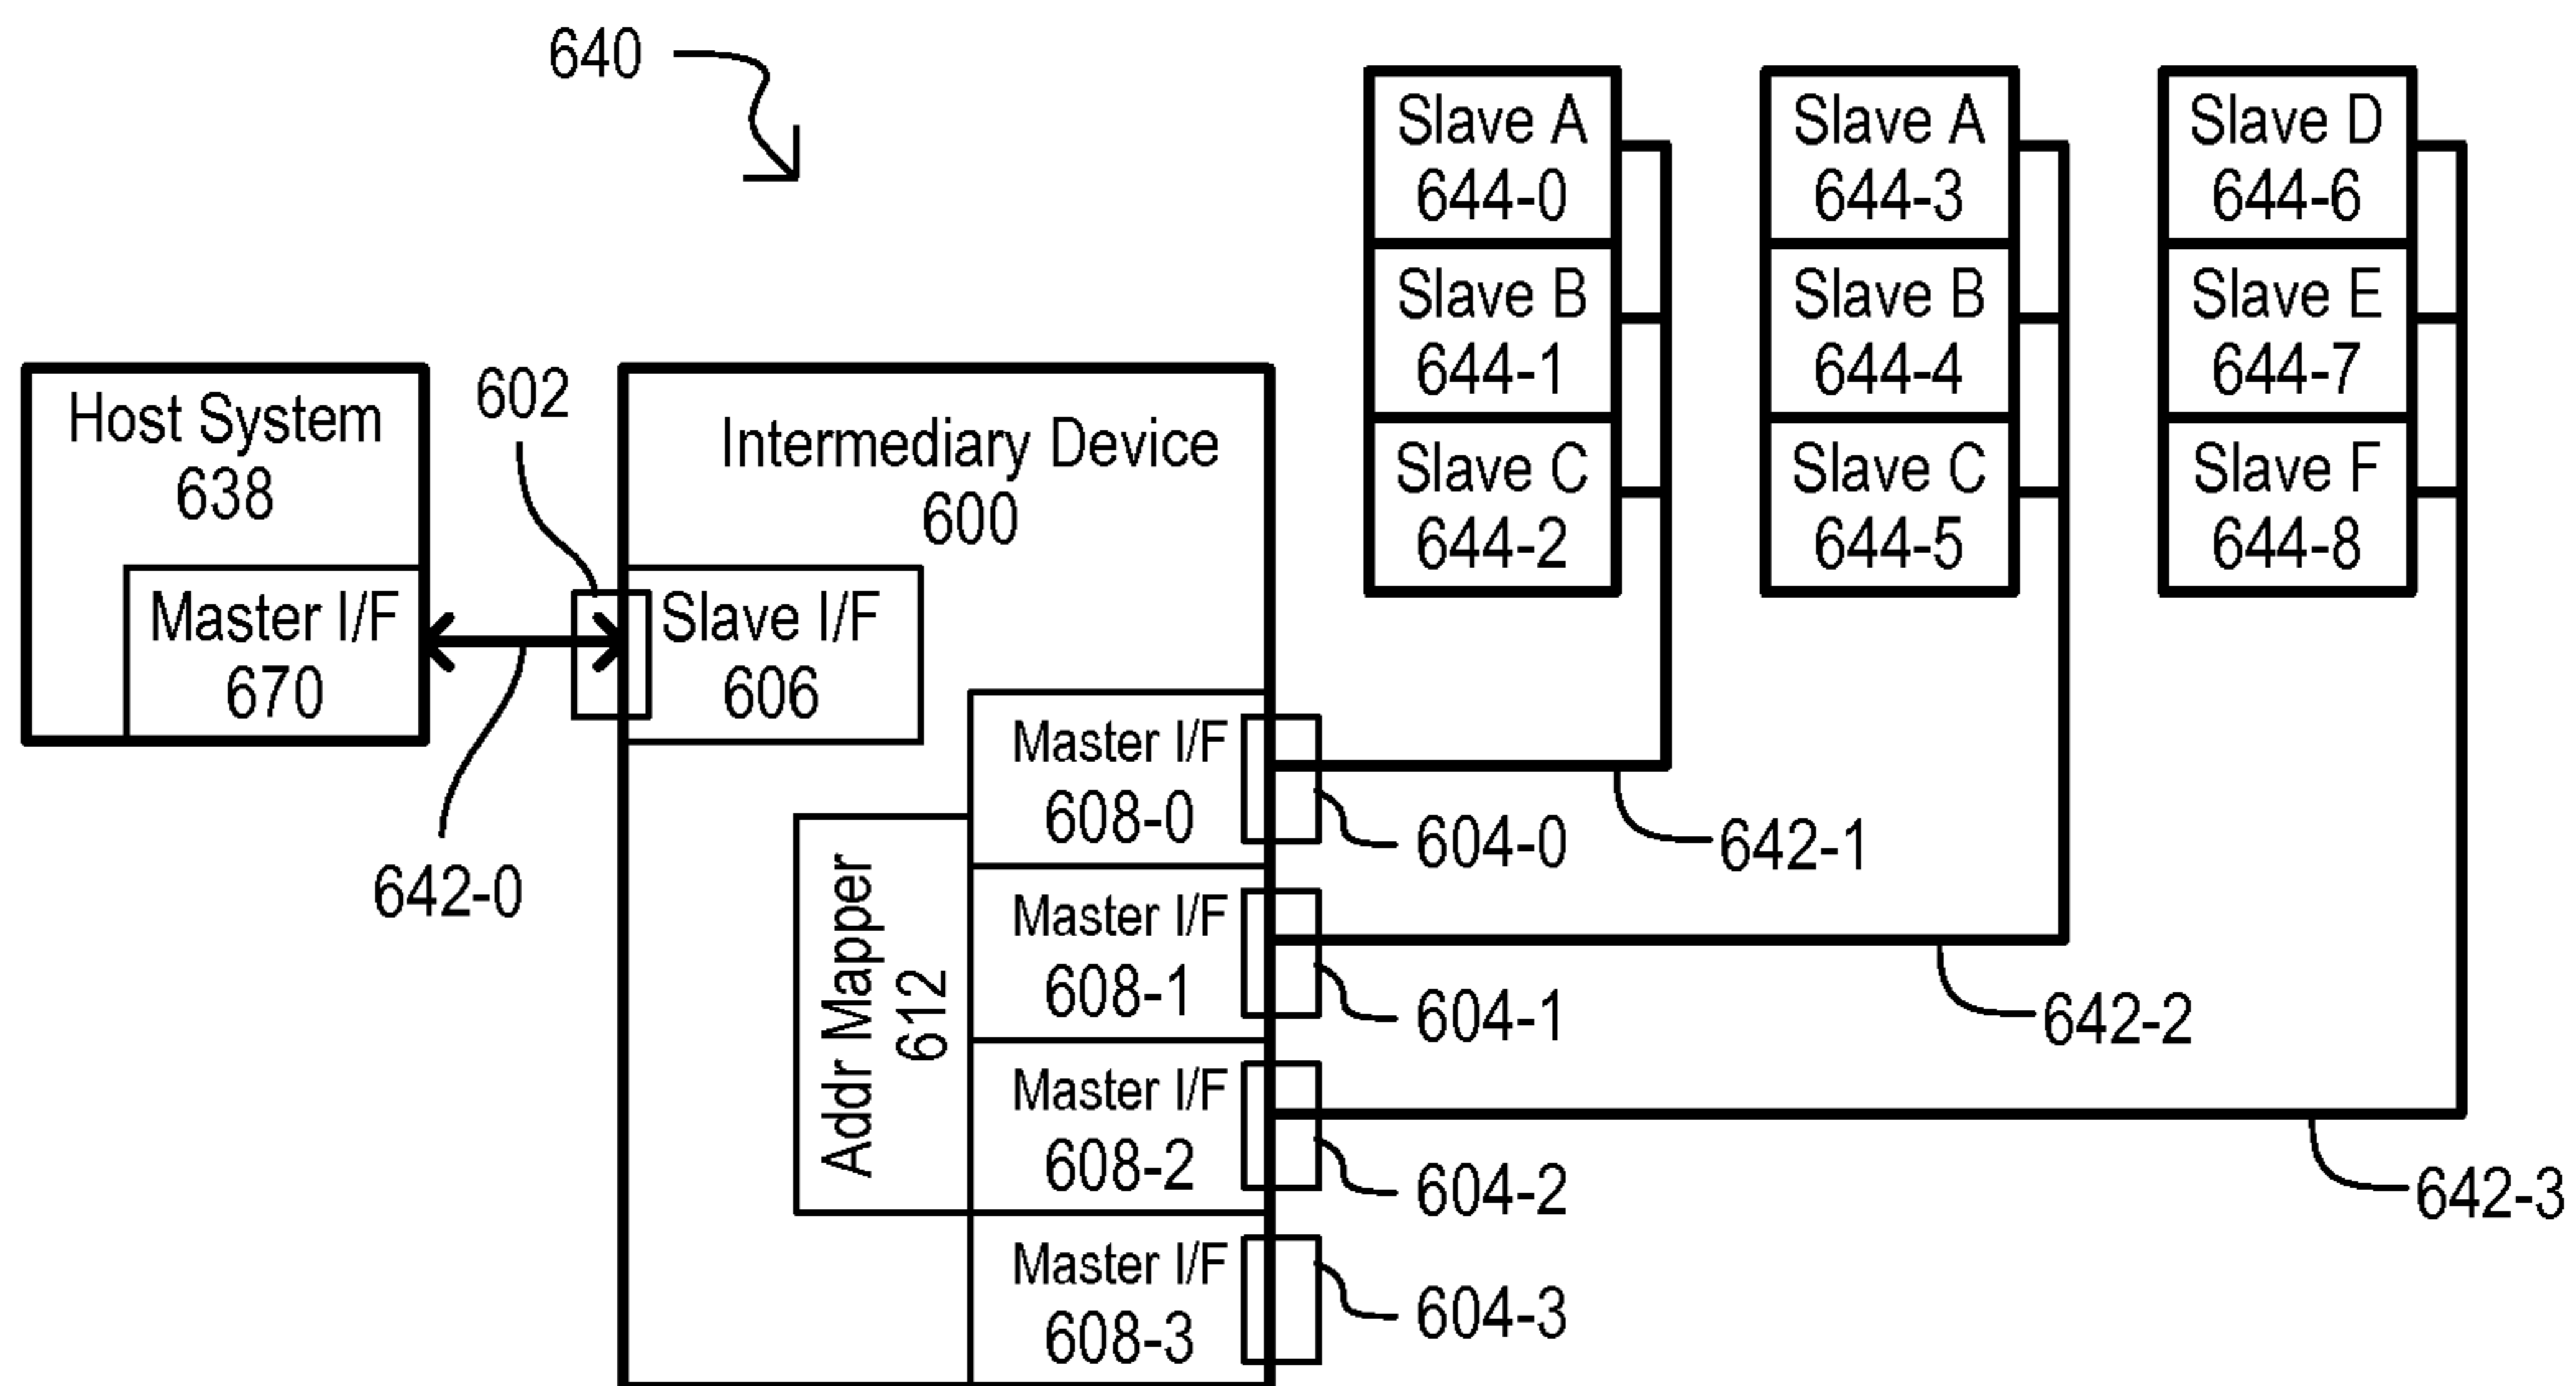 640
Slave A
644-0
Slave B
644-1
Slave C
644-2
Slave A
644-3
Slave B
644-4
Slave C
644-5
Slave D
644-6
Slave E
644-7
Slave F
644-8
Host System
638
Master I/F
670
602
642-0
Intermediary Device
600
Slave I/F
606
Addr Mapper
612
Master I/F
608-0
Master I/F
608-1
Master I/F
608-2
Master I/F
608-3
604-0
604-1
604-2
604-3
642-1
642-2
642-3